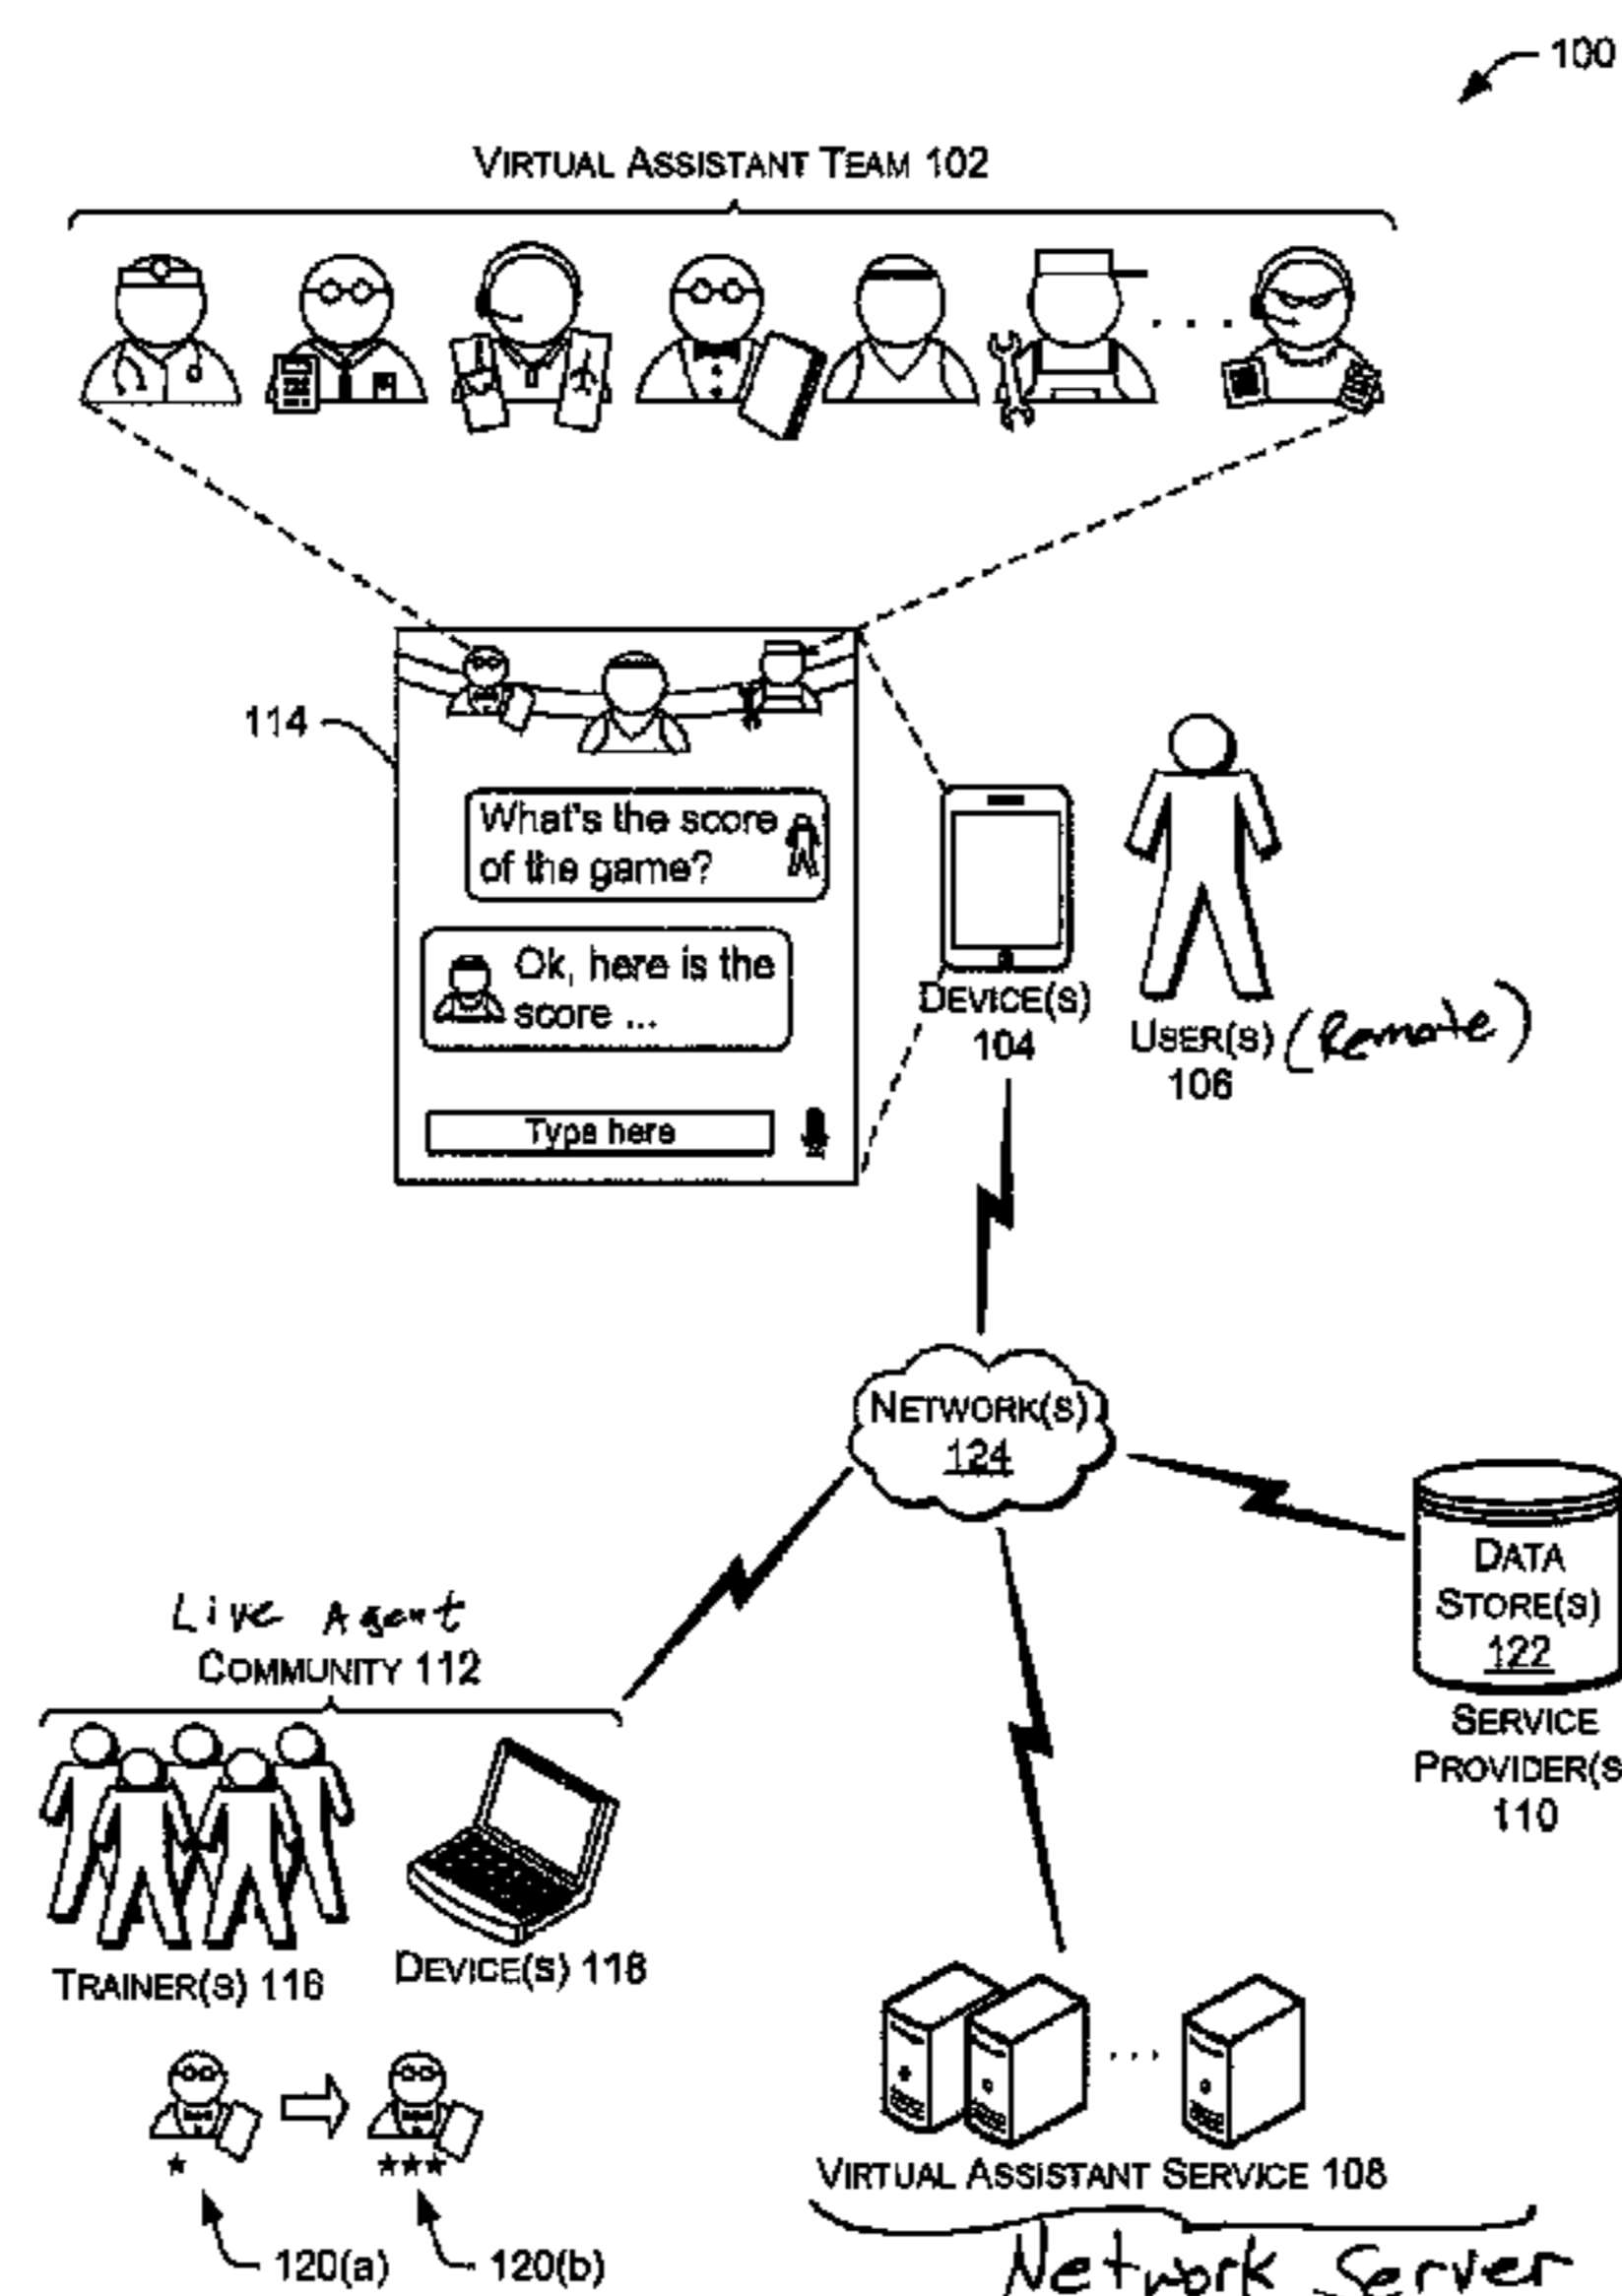 100
VIRTUAL ASSISTANT TEAM 102
114
What's the score
of the game?
Ok, here is the
score ...
Type here
DEVICE(S)
104
USER(S) (Remote)
106
NETWORK(S)
124
DATA
STORE(S)
122
SERVICE
PROVIDER(S
110
Live Agent
COMMUNITY 112
TRAINER(S) 116
DEVICE(S) 118
120(a)
120(b)
VIRTUAL ASSISTANT SERVICE 108
Network Server